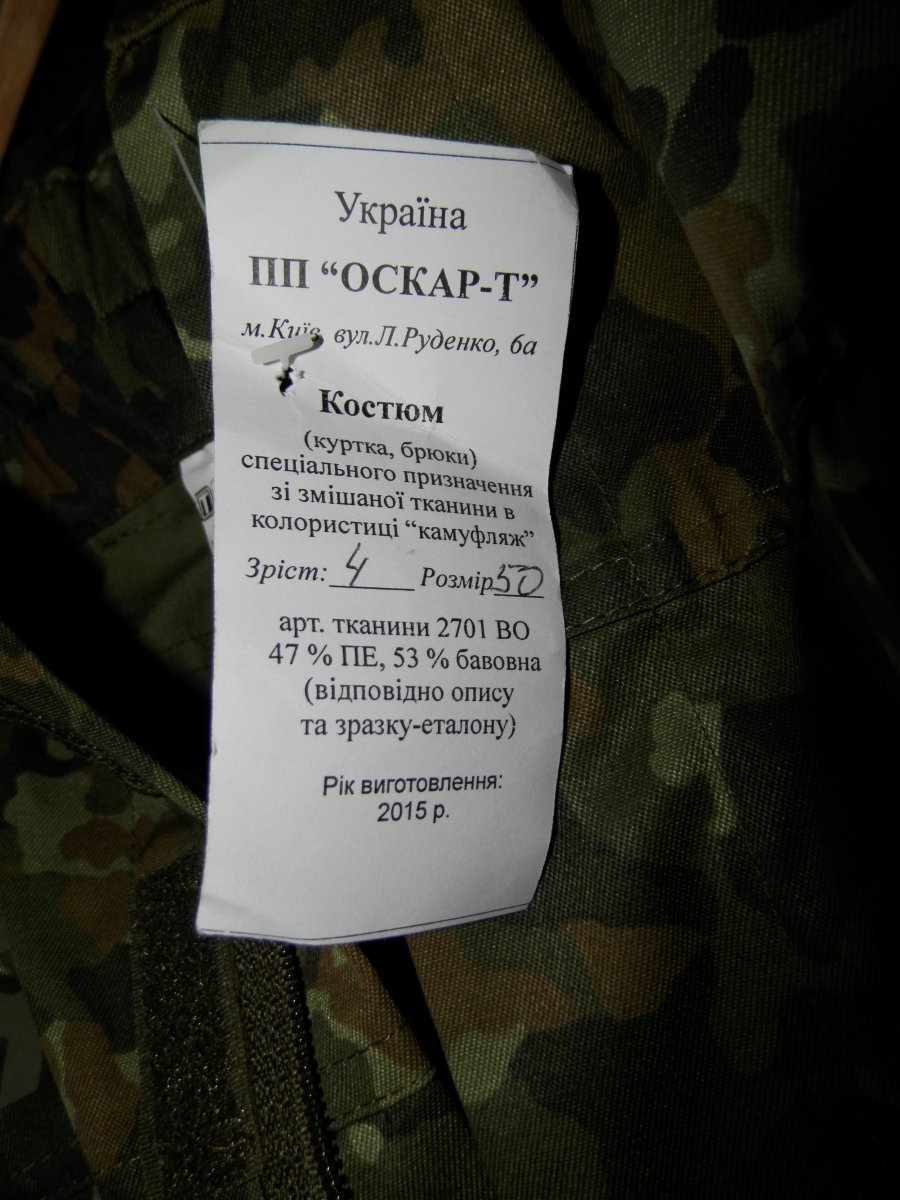 Україна
ПП “ОСКАР-Т”
м.Київ, вул.Л.Руденко, 6а
Костюм
(куртка, брюки)
спеціального призначення
зі змішаної тканини в
колористиці “камуфляж”
Зріст: 4 Розмір 50
арт. тканини 2701 ВО
47 % ПЕ, 53 % бавовна
(відповідно опису
та зразку-еталону)
Рік виготовлення:
2015 р.